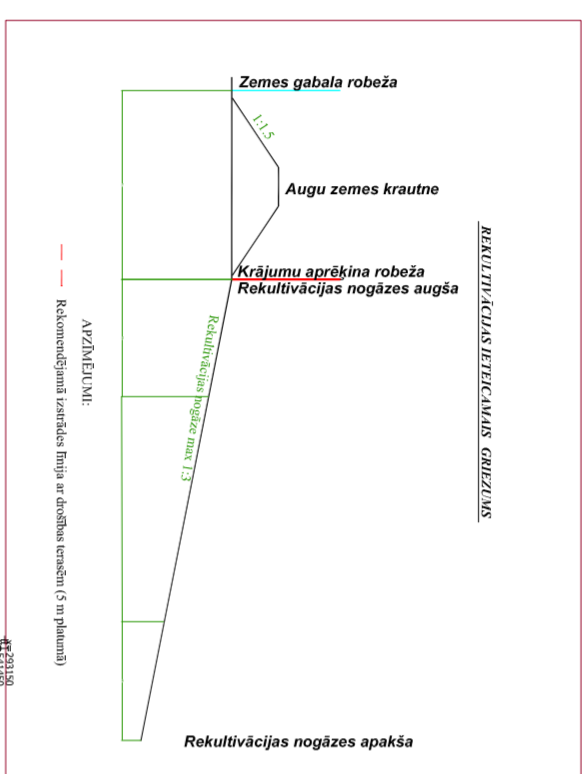 REKULTIVĀCIJAS IETEICAMAIS GRIEZUMS
Zemes gabala robeža
1:1.5
Augu zemes krautne
Krājumu aprēķina robeža
Rekultivācijas nogāzes augša
Rekultivācijas nogāze max 1:3
Rekultivācijas nogāzes apakša
APZĪMĒJUMI:
Rekomendējamā izstrādes līnija ar drošības terasēm (5 m platumā)